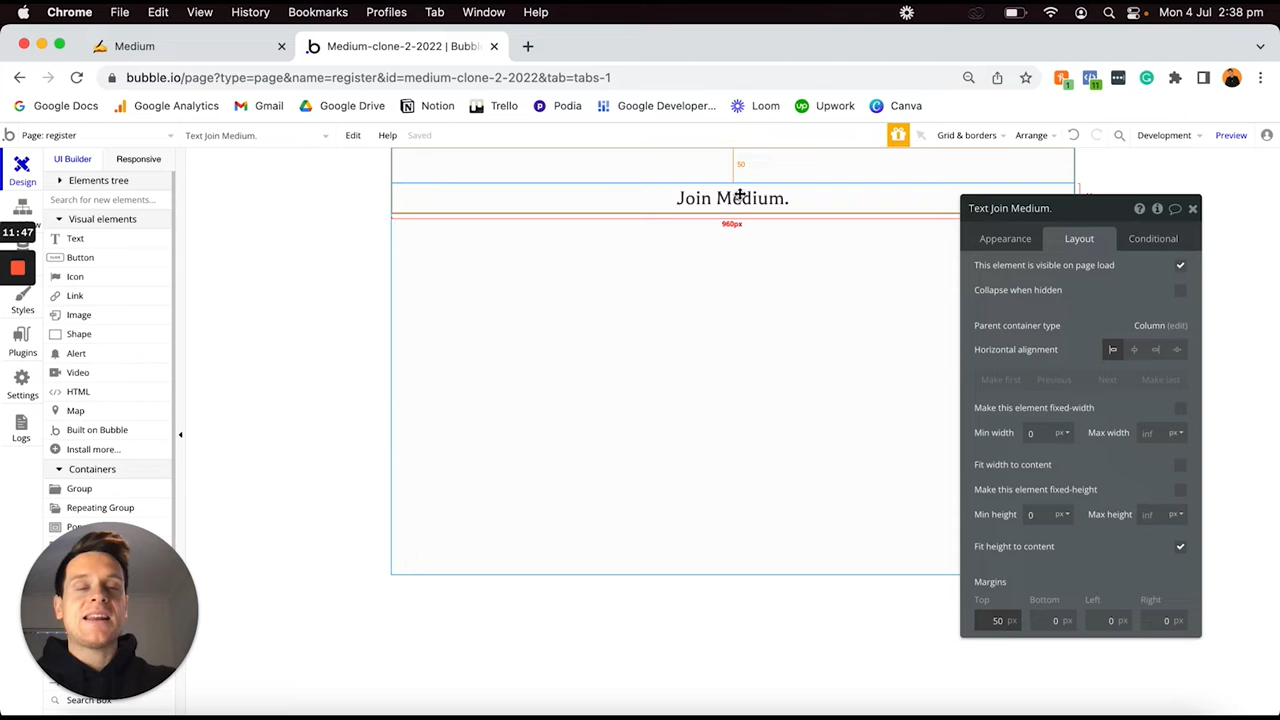 Chrome File Edit View History Bookmarks Profiles Tab Window Help Mon 4 Jul 2:38 pm
Medium Medium-clone-2-2022 | Bubbl
bubble.io/page?type=page&name=register&id=medium-clone-2-2022&tab=tabs-1
Google Docs Google Analytics Gmail Google Drive Notion Trello Podia Google Developer... Loom Upwork Canva
Page: register Text Join Medium. Edit Help Saved Grid & borders Arrange Development Preview
UI Builder Responsive
Design
Elements tree
Search for new elements...
Visual elements
11:47
Text
Button
Icon
Link
Styles
Image
Shape
Plugins
Alert
Video
Settings
HTML
Map
Logs
Built on Bubble
Install more...
Containers
Group
Repeating Group
Search Box
50
Join Medium.
960px
Text Join Medium.
Appearance Layout Conditional
This element is visible on page load
Collapse when hidden
Parent container type Column (edit)
Horizontal alignment
Make first Previous Next Make last
Make this element fixed-width
Min width 0 px Max width inf px
Fit width to content
Make this element fixed-height
Min height 0 px Max height inf px
Fit height to content
Margins
Top Bottom Left Right
50 px 0 px 0 px 0 px